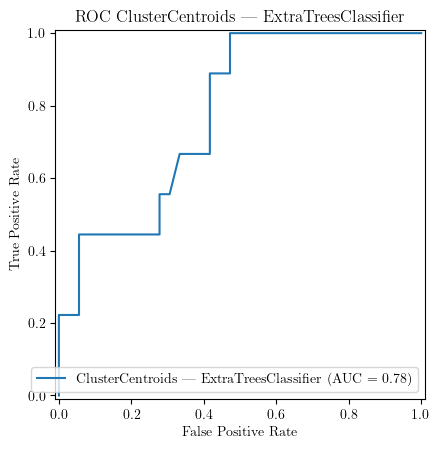 ROC ClusterCentroids — ExtraTreesClassifier
1.0
0.8
0.6
0.4
0.2
0.0
True Positive Rate
ClusterCentroids — ExtraTreesClassifier (AUC = 0.78)
0.0 0.2 0.4 0.6 0.8 1.0
False Positive Rate